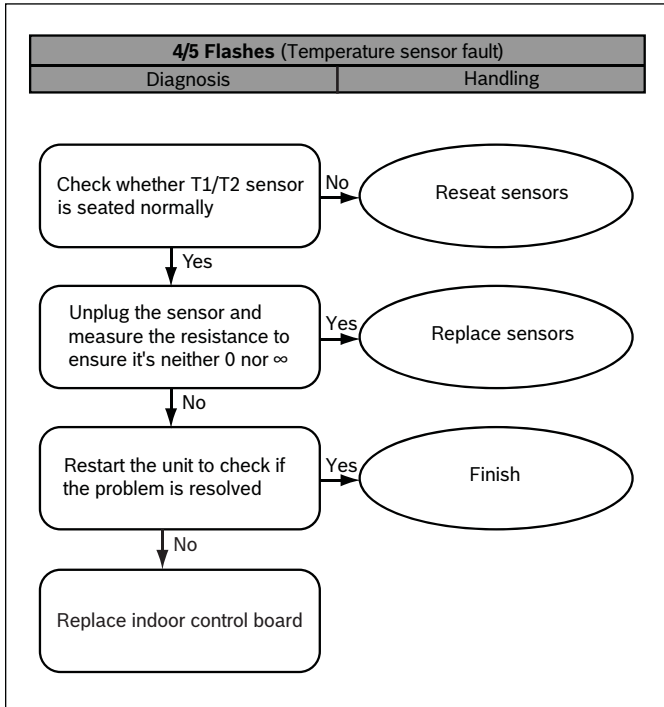 4/5 Flashes (Temperature sensor fault)
Diagnosis
Handling
Check whether T1/T2 sensor
is seated normally
No
Reseat sensors
Yes
Unplug the sensor and
measure the resistance to
ensure it's neither 0 nor ∞
Yes
Replace sensors
No
Restart the unit to check if
the problem is resolved
Yes
Finish
No
Replace indoor control board